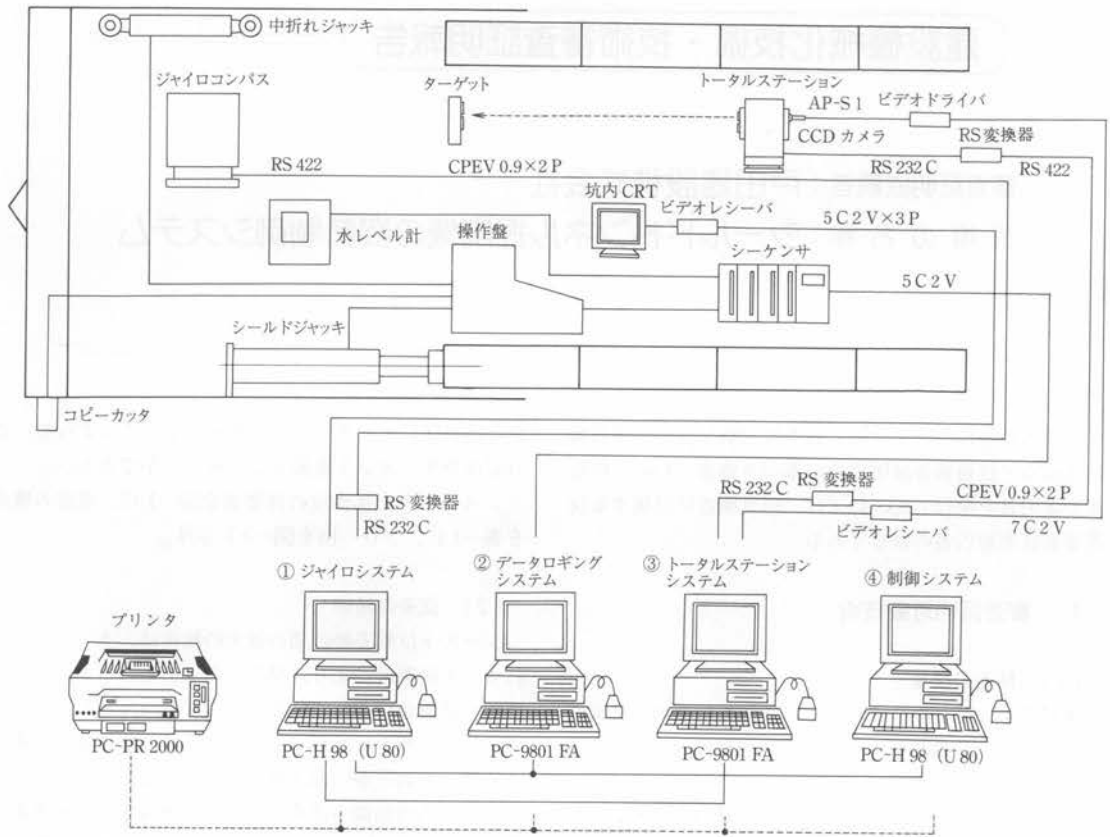 中折れジャッキ
ジャイロコンパス
ターゲット
トータルステーション
AP-S 1
ビデオドライバ
CCD カメラ
RS変換器
RS 422
CPEV 0.9×2 P
RS 232 C
RS 422
水レベル計
操作盤
坑内 CRT
ビデオレシーバ
5 C 2 V×3 P
シーケンサ
5 C 2 V
シールドジャッキ
コピーカッタ
RS変換器
RS 232 C
RS 232 C
RS変換器
CPEV 0.9×2 P
ビデオレシーバ
7 C 2 V
① ジャイロシステム
② データロギング
システム
③ トータルステーション
システム
④ 制御システム
プリンタ
PC-PR 2000
PC-H 98 (U 80)
PC-9801 FA
PC-9801 FA
PC-H 98 (U 80)